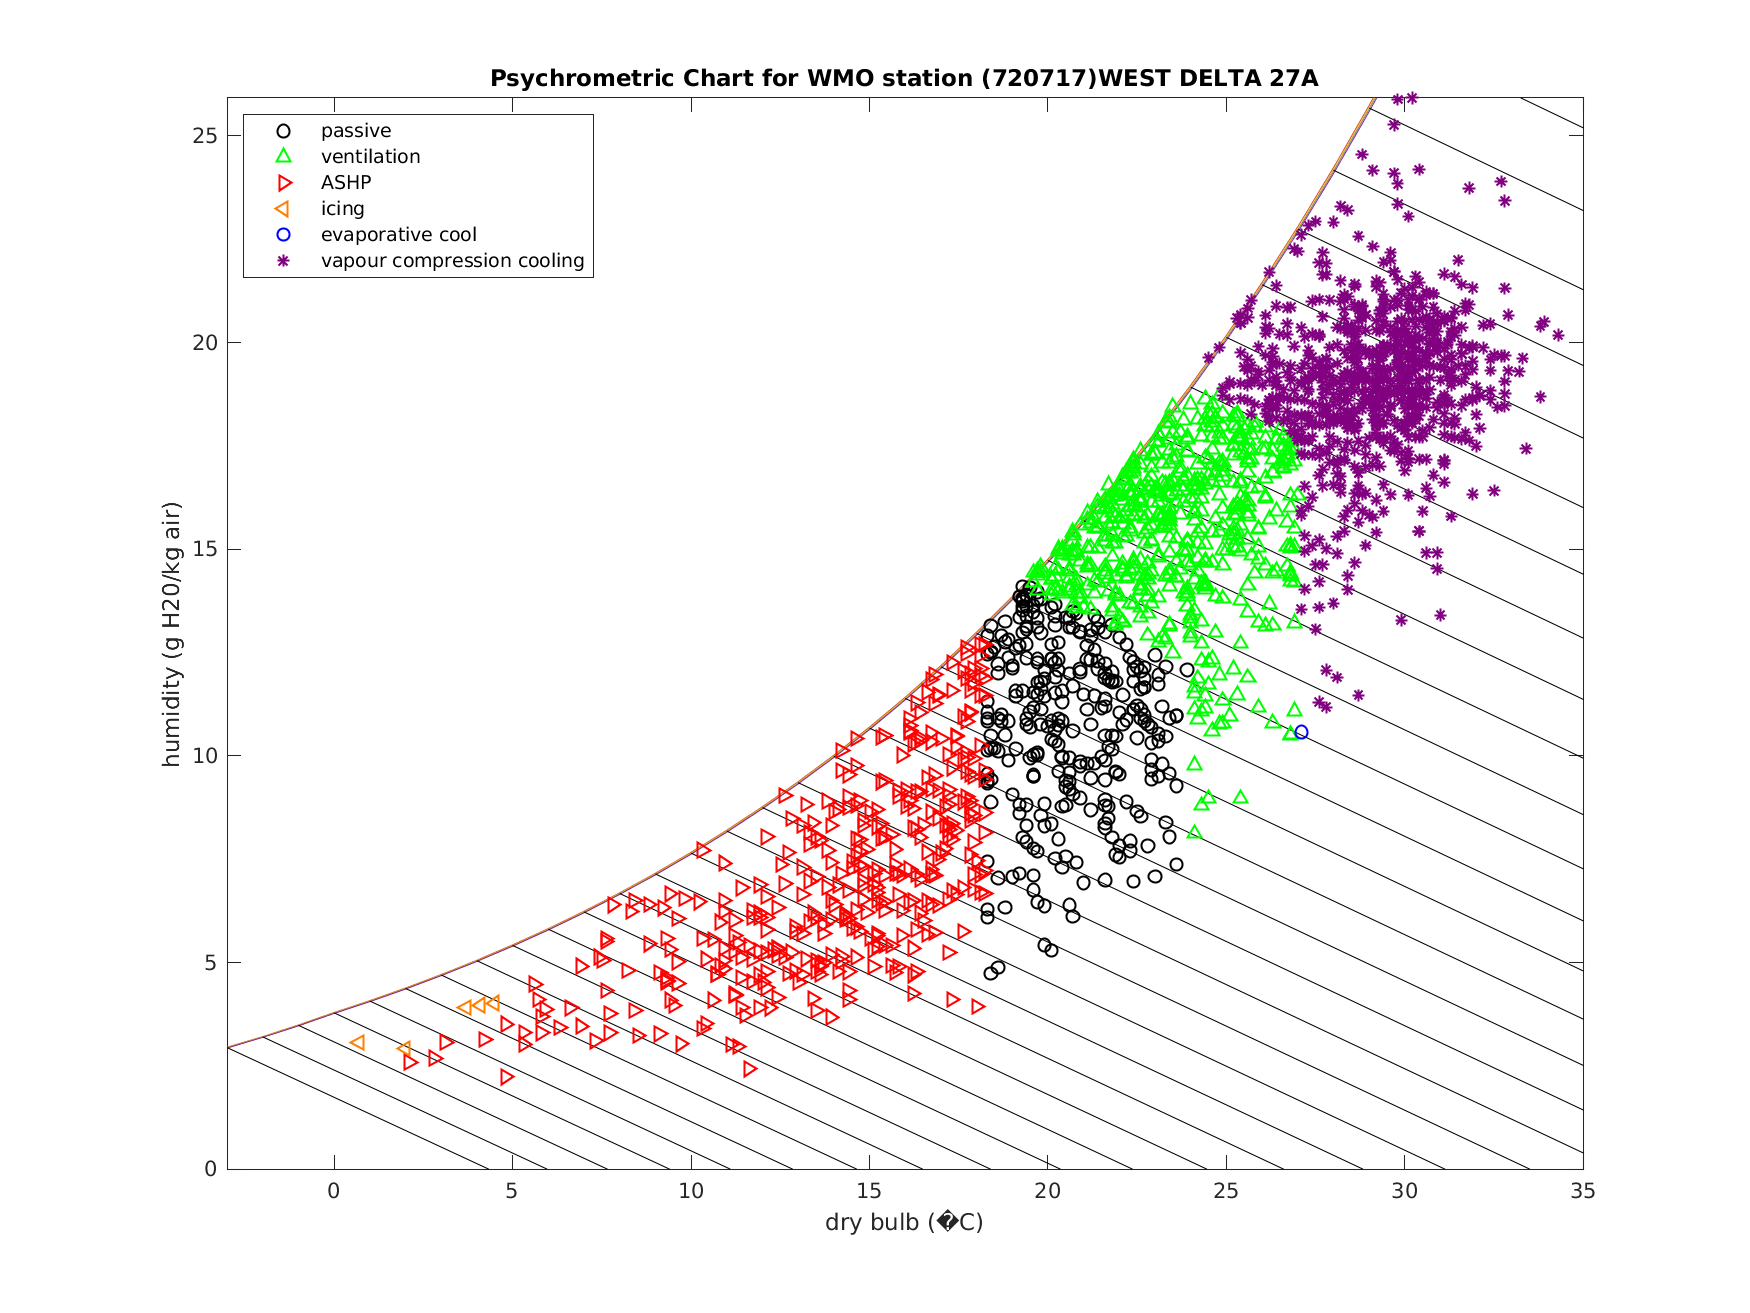 Psychrometric Chart for WMO station (720717)WEST DELTA 27A
passive
ventilation
ASHP
icing
evaporative cool
vapour compression cooling
humidity (g H20/kg air)
25
20
15
10
5
0
0 5 10 15 20 25 30 35
dry bulb (�C)